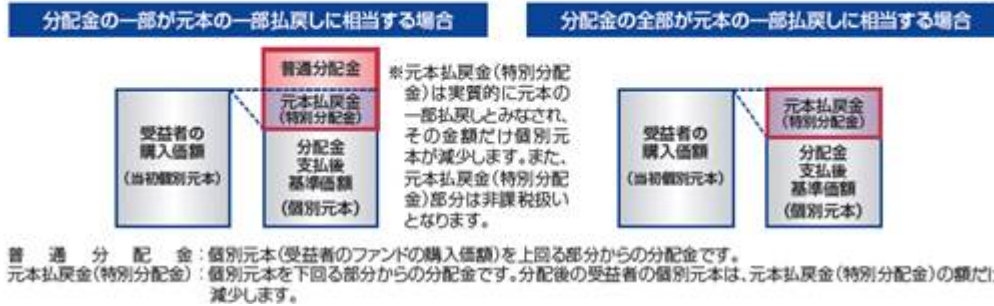 分配金の一部が元本の一部払戻しに相当する場合
分配金の全部が元本の一部払戻しに相当する場合
受益者の
購入価額
(当初個別元本)
普通分配金
元本払戻金
(特別分配金)
分配金
支払後
基準価額
(個別元本)
※元本払戻金(特別分配
金)は実質的に元本の
一部払戻しとみなされ、
その金額だけ個別元
本が減少します。また、
元本払戻金(特別分配
金)部分は非課税扱い
となります。
受益者の
購入価額
(当初個別元本)
元本払戻金
(特別分配金)
分配金
支払後
基準価額
(個別元本)
普通分配金:個別元本(受益者のファンドの購入価額)を上回る部分からの分配金です。
元本払戻金(特別分配金):個別元本を下回る部分からの分配金です。分配後の受益者の個別元本は、元本払戻金(特別分配金)の額だけ
減少します。